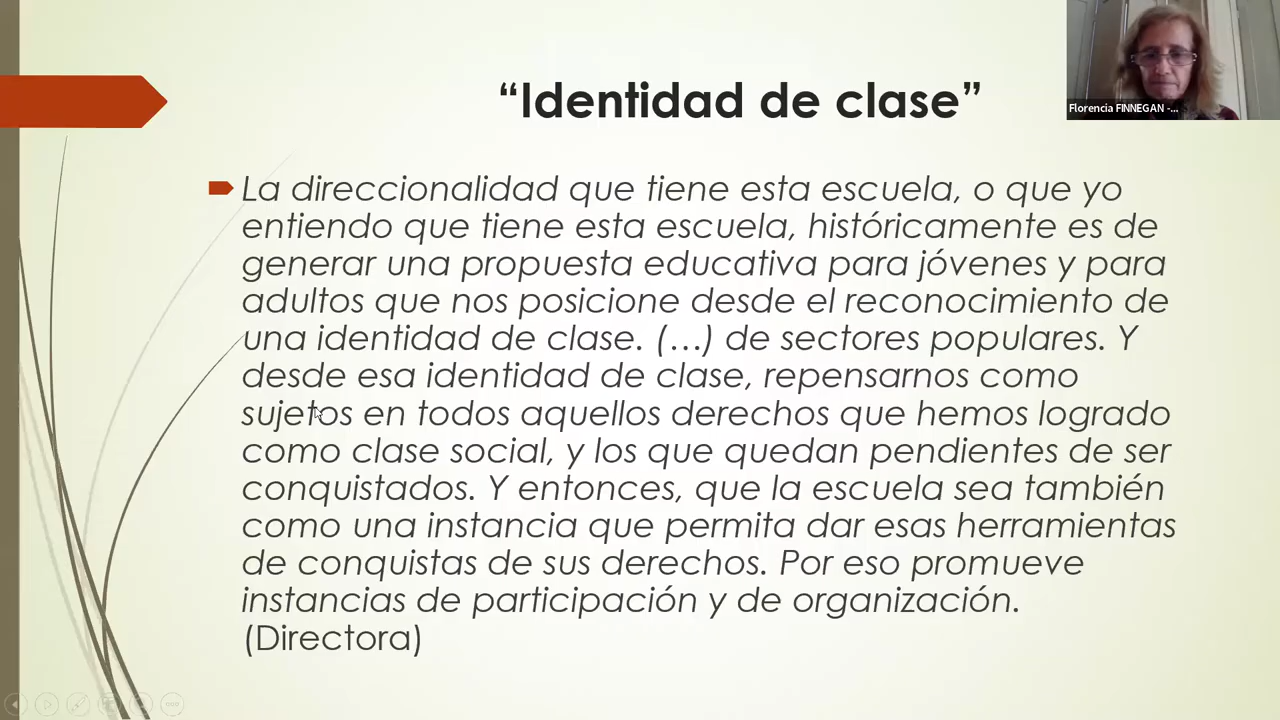 “Identidad de clase”
Florencia FINNEGAN -...
La direccionalidad que tiene esta escuela, o que yo
entiendo que tiene esta escuela, históricamente es de
generar una propuesta educativa para jóvenes y para
adultos que nos posicione desde el reconocimiento de
una identidad de clase. (…) de sectores populares. Y
desde esa identidad de clase, repensarnos como
sujetos en todos aquellos derechos que hemos logrado
como clase social, y los que quedan pendientes de ser
conquistados. Y entonces, que la escuela sea también
como una instancia que permita dar esas herramientas
de conquistas de sus derechos. Por eso promueve
instancias de participación y de organización.
(Directora)